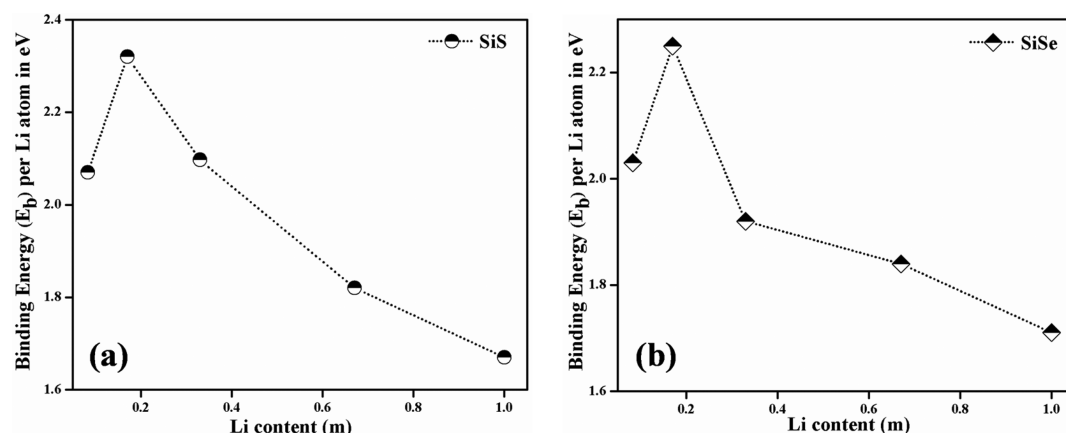 2.4
2.2
2.0
1.8
1.6
Binding Energy (E_b) per Li atom in eV
SiS
(a)
0.2
0.4
0.6
0.8
1.0
Li content (m)
2.2
2.0
1.8
1.6
Binding Energy (E_b) per Li atom in eV
SiSe
(b)
0.2
0.4
0.6
0.8
1.0
Li content (m)